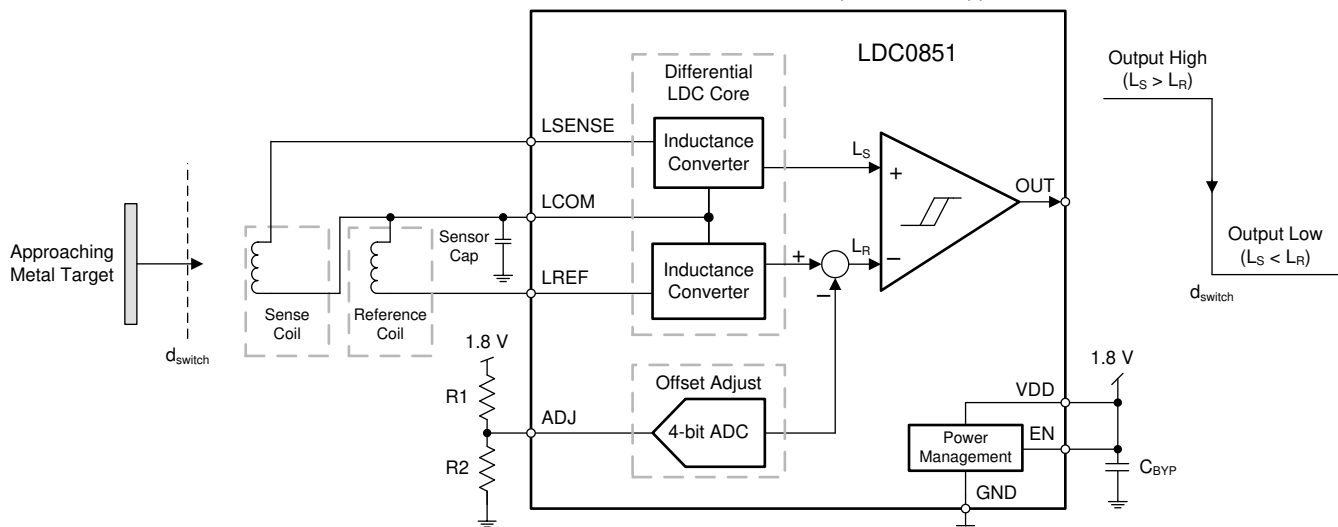 LDC0851
Differential
LDC Core
Output High
(LS > LR)
LSENSE
Inductance
Converter
LS
+
OUT
LCOM
Approaching
Metal Target
Sensor
Cap
LR
Output Low
(LS < LR)
+
−
−
LREF
Inductance
Converter
dswitch
Sense
Coil
Reference
Coil
dswitch
1.8 V
1.8 V
R1
Offset Adjust
VDD
ADJ
4-bit ADC
Power
Management
EN
R2
CBYP
GND